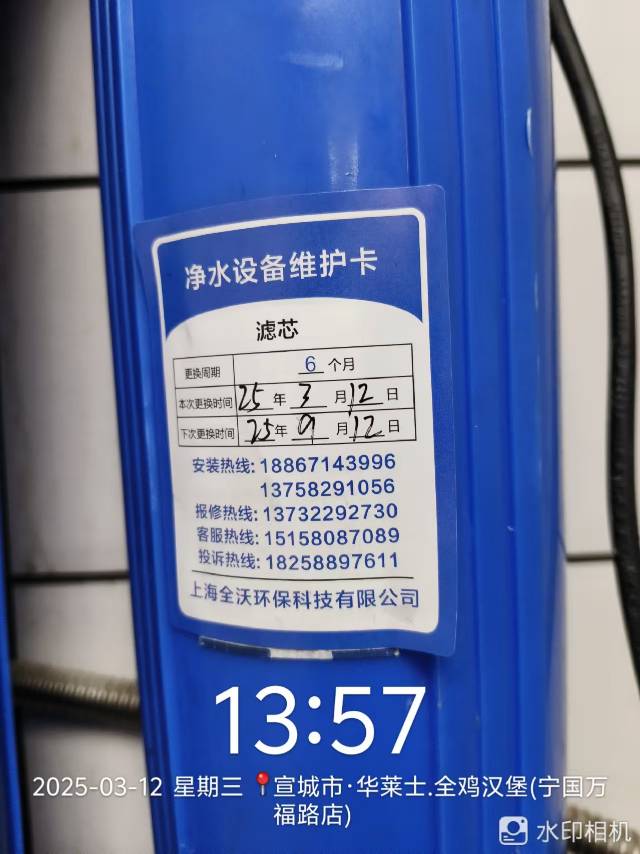 净水设备维护卡
滤芯
更换周期 6 个月
本次更换时间 25 年 3 月 12 日
下次更换时间 25 年 9 月 12 日
安装热线: 18867143996
13758291056
报修热线: 13732292730
客服热线: 15158087089
投诉热线: 18258897611
上海全沃环保科技有限公司
13:57
2025-03-12 星期三 📍宣城市·华莱士.全鸡汉堡(宁国万
福路店)
水印相机